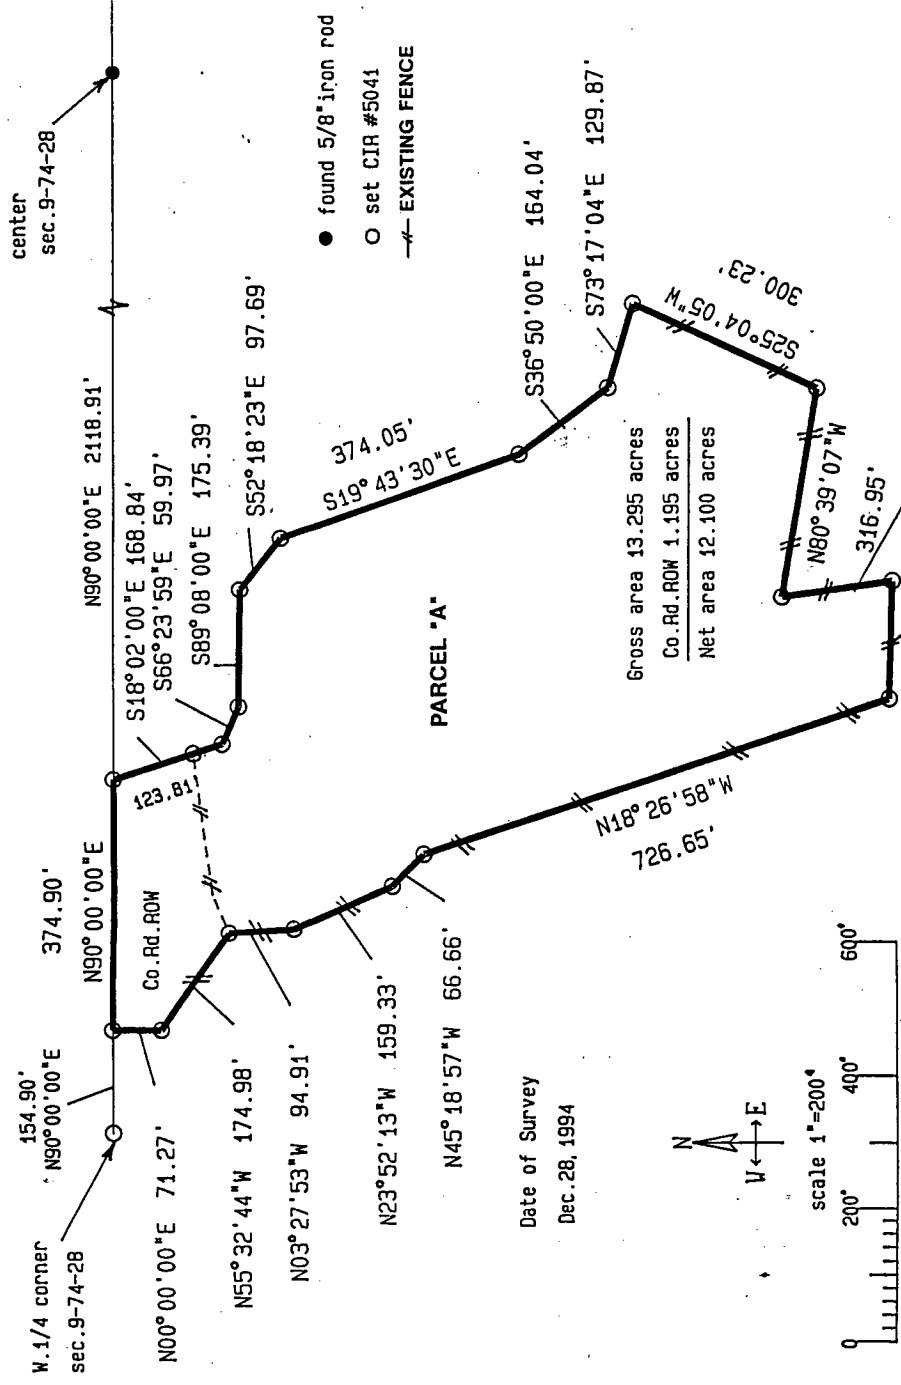 center
sec.9-74-28
W.1/4 corner
sec.9-74-28
154.90'
N90°00'00"E
374.90'
N90°00'00"E
N90°00'00"E 2118.91'
S18°02'00"E 168.84'
S66°23'59"E 59.97'
S89°08'00"E 175.39'
S52°18'23"E 97.69'
374.05'
S19°43'30"E
S36°50'00"E 164.04'
S73°17'04"E 129.87'
S25°04'05"W
300.23'
N80°39'07"W
316.95'
123.81'
Co.Rd.ROW
N00°00'00"E 71.27'
N55°32'44"W 174.98'
N03°27'53"W 94.91'
N23°52'13"W 159.33'
N45°18'57"W 66.66'
N18°26'58"W
726.65'
PARCEL "A"
Gross area 13.295 acres
Co.Rd.ROW 1.195 acres
Net area 12.100 acres
found 5/8"iron rod
set CIR #5041
EXISTING FENCE
Date of Survey
Dec.28,1994
N
W E
scale 1"=200'
0 200' 400' 600'